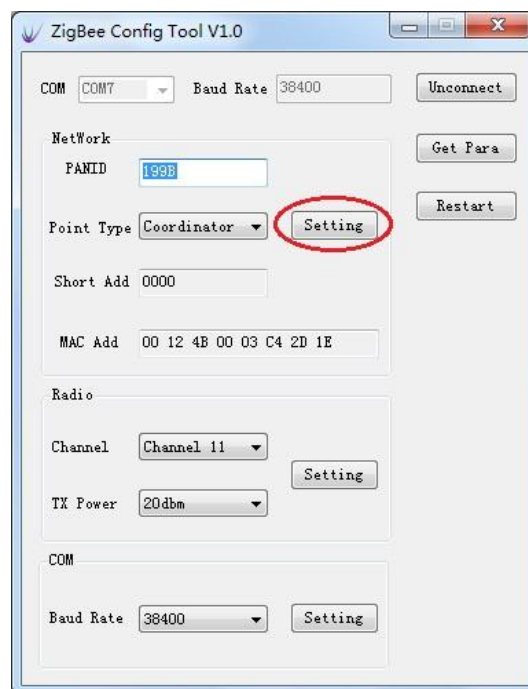 ZigBee Config Tool V1.0
COM COM7 Baud Rate 38400 Unconnect
NetWork
PANID 199B
Get Para
Point Type Coordinator Setting
Restart
Short Add 0000
MAC Add 00 12 4B 00 03 C4 2D 1E
Radio
Channel Channel 11
Setting
TX Power 20dbm
COM
Baud Rate 38400 Setting